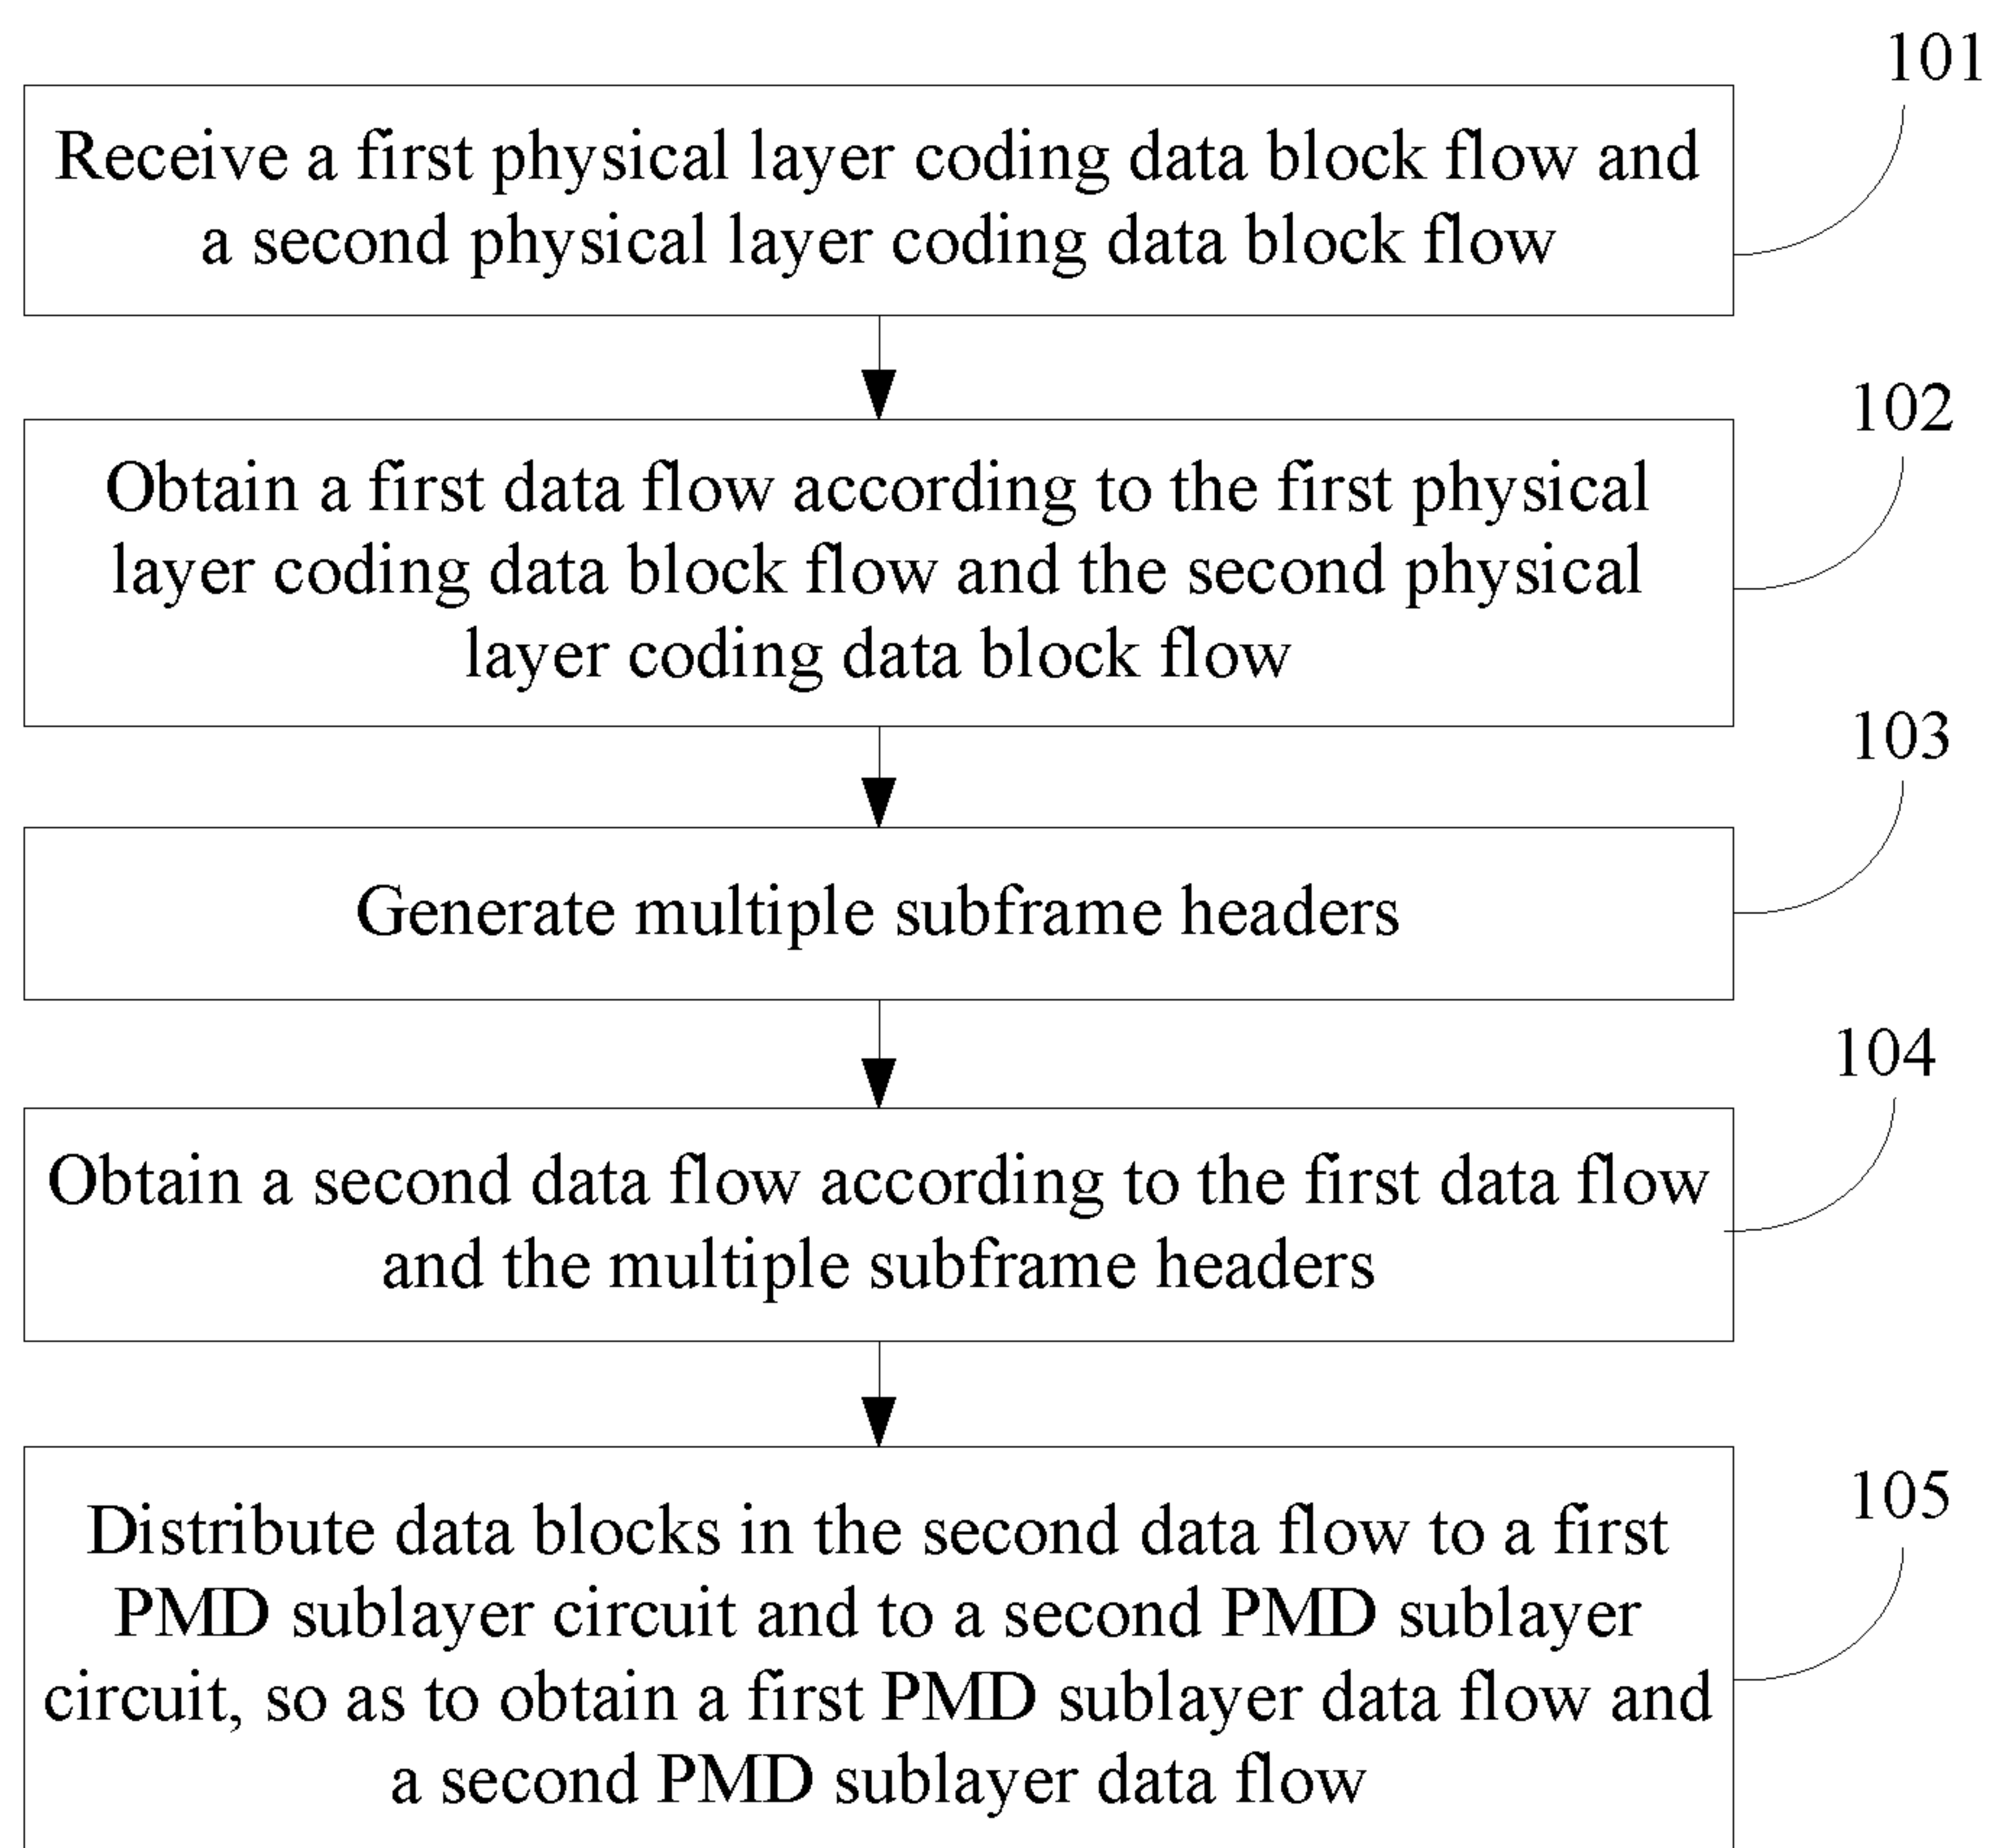 101
Receive a first physical layer coding data block flow and
a second physical layer coding data block flow
102
Obtain a first data flow according to the first physical
layer coding data block flow and the second physical
layer coding data block flow
103
Generate multiple subframe headers
104
Obtain a second data flow according to the first data flow
and the multiple subframe headers
105
Distribute data blocks in the second data flow to a first
PMD sublayer circuit and to a second PMD sublayer
circuit, so as to obtain a first PMD sublayer data flow and
a second PMD sublayer data flow